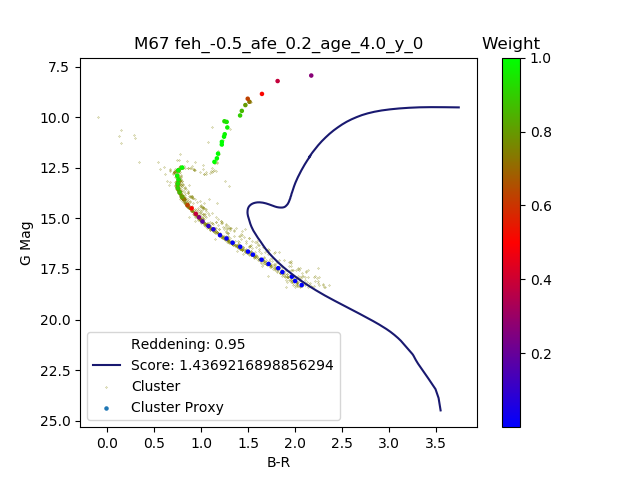 M67 feh_-0.5_afe_0.2_age_4.0_y_0
Weight
7.5
10.0
12.5
15.0
17.5
20.0
22.5
25.0
G Mag
0.0 0.5 1.0 1.5 2.0 2.5 3.0 3.5
B-R
Reddening: 0.95
Score: 1.4369216898856294
Cluster
Cluster Proxy
1.0
0.8
0.6
0.4
0.2